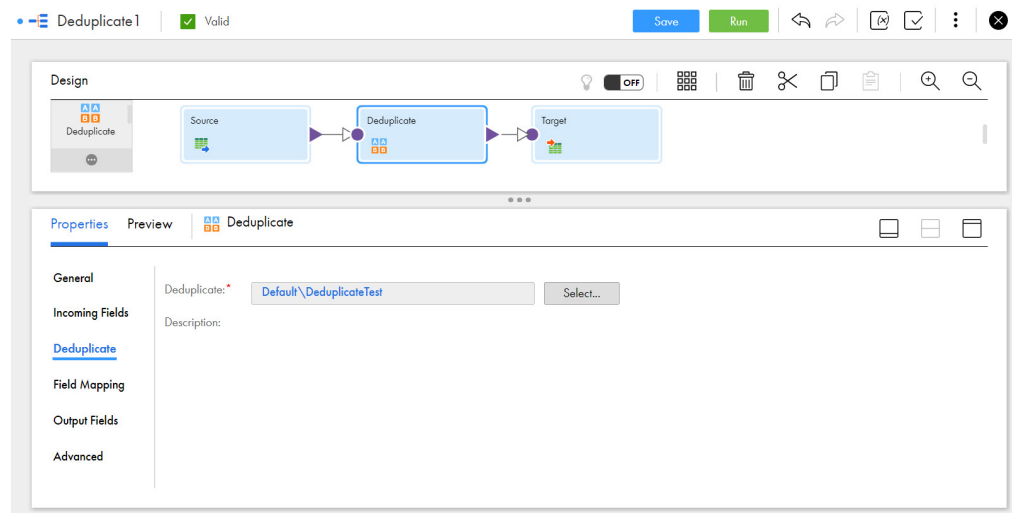 Deduplicate1
Valid
Save
Run
(x)
Design
OFF
A A
B B
Deduplicate
Source
Deduplicate
A A
B B
Target
Properties
Preview
A A
B B
Deduplicate
General
Incoming Fields
Deduplicate
Field Mapping
Output Fields
Advanced
Deduplicate:*
Default\DeduplicateTest
Select...
Description: